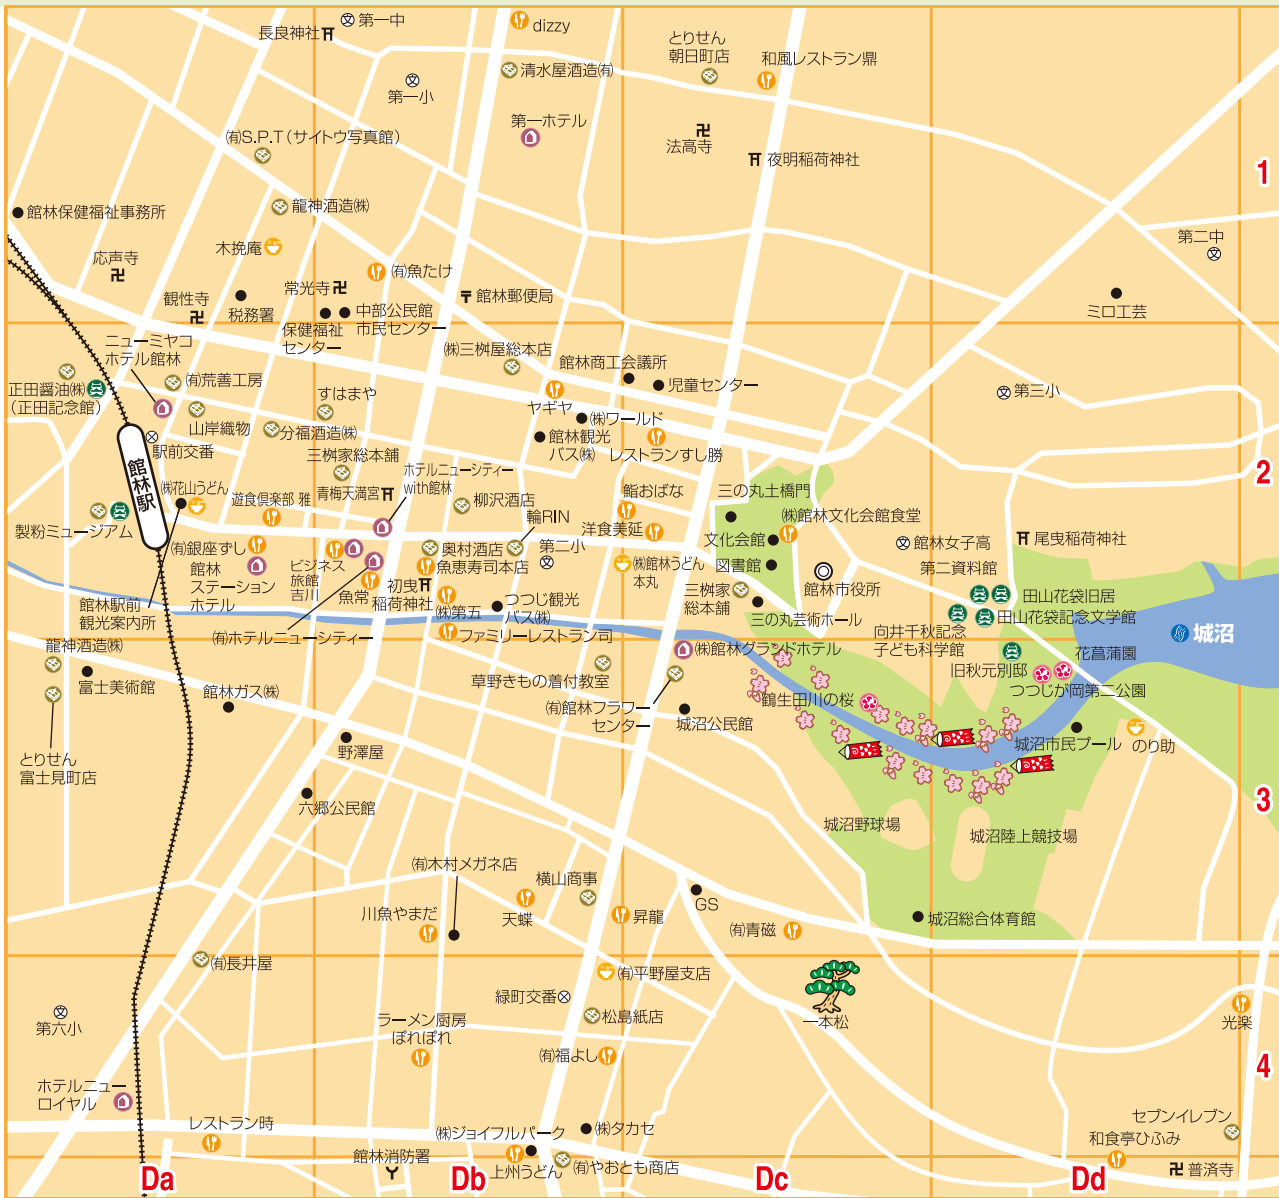 第一中
長良神社
dizzy
とりせん
朝日町店
和風レストラン鼎
清水屋酒造㈲
第一小
第一ホテル
㈲S.P.T（サイトウ写真館）
法高寺
夜明稲荷神社
1
龍神酒造㈱
館林保健福祉事務所
木挽庵
応声寺
第二中
㈲魚たけ
常光寺
観性寺
税務署
館林郵便局
中部公民館
市民センター
保健福祉
センター
ミロ工芸
ニューミヤコ
ホテル館林
㈱三桝屋総本店
館林商工会議所
児童センター
正田醤油㈱
（正田記念館）
㈲荒善工房
すはまや
第三小
ヤギヤ
㈱ワールド
山岸織物
分福酒造㈱
館林観光
バス㈱
レストランすし勝
駅前交番
三桝家総本舗
館林駅
㈱花山うどん
青梅天満宮
ホテルニューシティー
with館林
2
遊食倶楽部 雅
柳沢酒店
鮨おばな
三の丸土橋門
輪RIN
㈱館林文化会館食堂
製粉ミュージアム
洋食美延
文化会館
館林女子高
尾曳稲荷神社
㈲銀座ずし
奥村酒店
第二小
魚恵寿司本店
館林
ステーション
ホテル
ビジネス
旅館
吉川
㈱館林うどん
本丸
図書館
第二資料館
魚常
初曳
稲荷神社
三桝家
総本舗
館林市役所
田山花袋旧居
館林駅前
観光案内所
㈱第五
つつじ観光
バス㈱
三の丸芸術ホール
田山花袋記念文学館
㈲ホテルニューシティー
ファミリーレストラン司
向井千秋記念
子ども科学館
城沼
龍神酒造㈱
㈱館林グランドホテル
花菖蒲園
旧秋元別邸
富士美術館
草野きもの着付教室
つつじが岡第二公園
館林ガス㈱
㈲館林フラワー
センター
鶴生田川の桜
城沼公民館
城沼市民プール
のり助
とりせん
富士見町店
野澤屋
六郷公民館
3
城沼野球場
城沼陸上競技場
㈲木村メガネ店
横山商事
天蝶
川魚やまだ
昇龍
GS
㈲青磁
城沼総合体育館
㈲長井屋
㈲平野屋支店
緑町交番
松島紙店
一本松
第六小
ラーメン厨房
ぽれぽれ
光楽
㈲福よし
4
ホテルニュー
ロイヤル
レストラン時
㈱ジョイフルパーク
㈱タカセ
セブンイレブン
和食亭ひふみ
館林消防署
上州うどん
㈲やおとも商店
普済寺
Da
Db
Dc
Dd